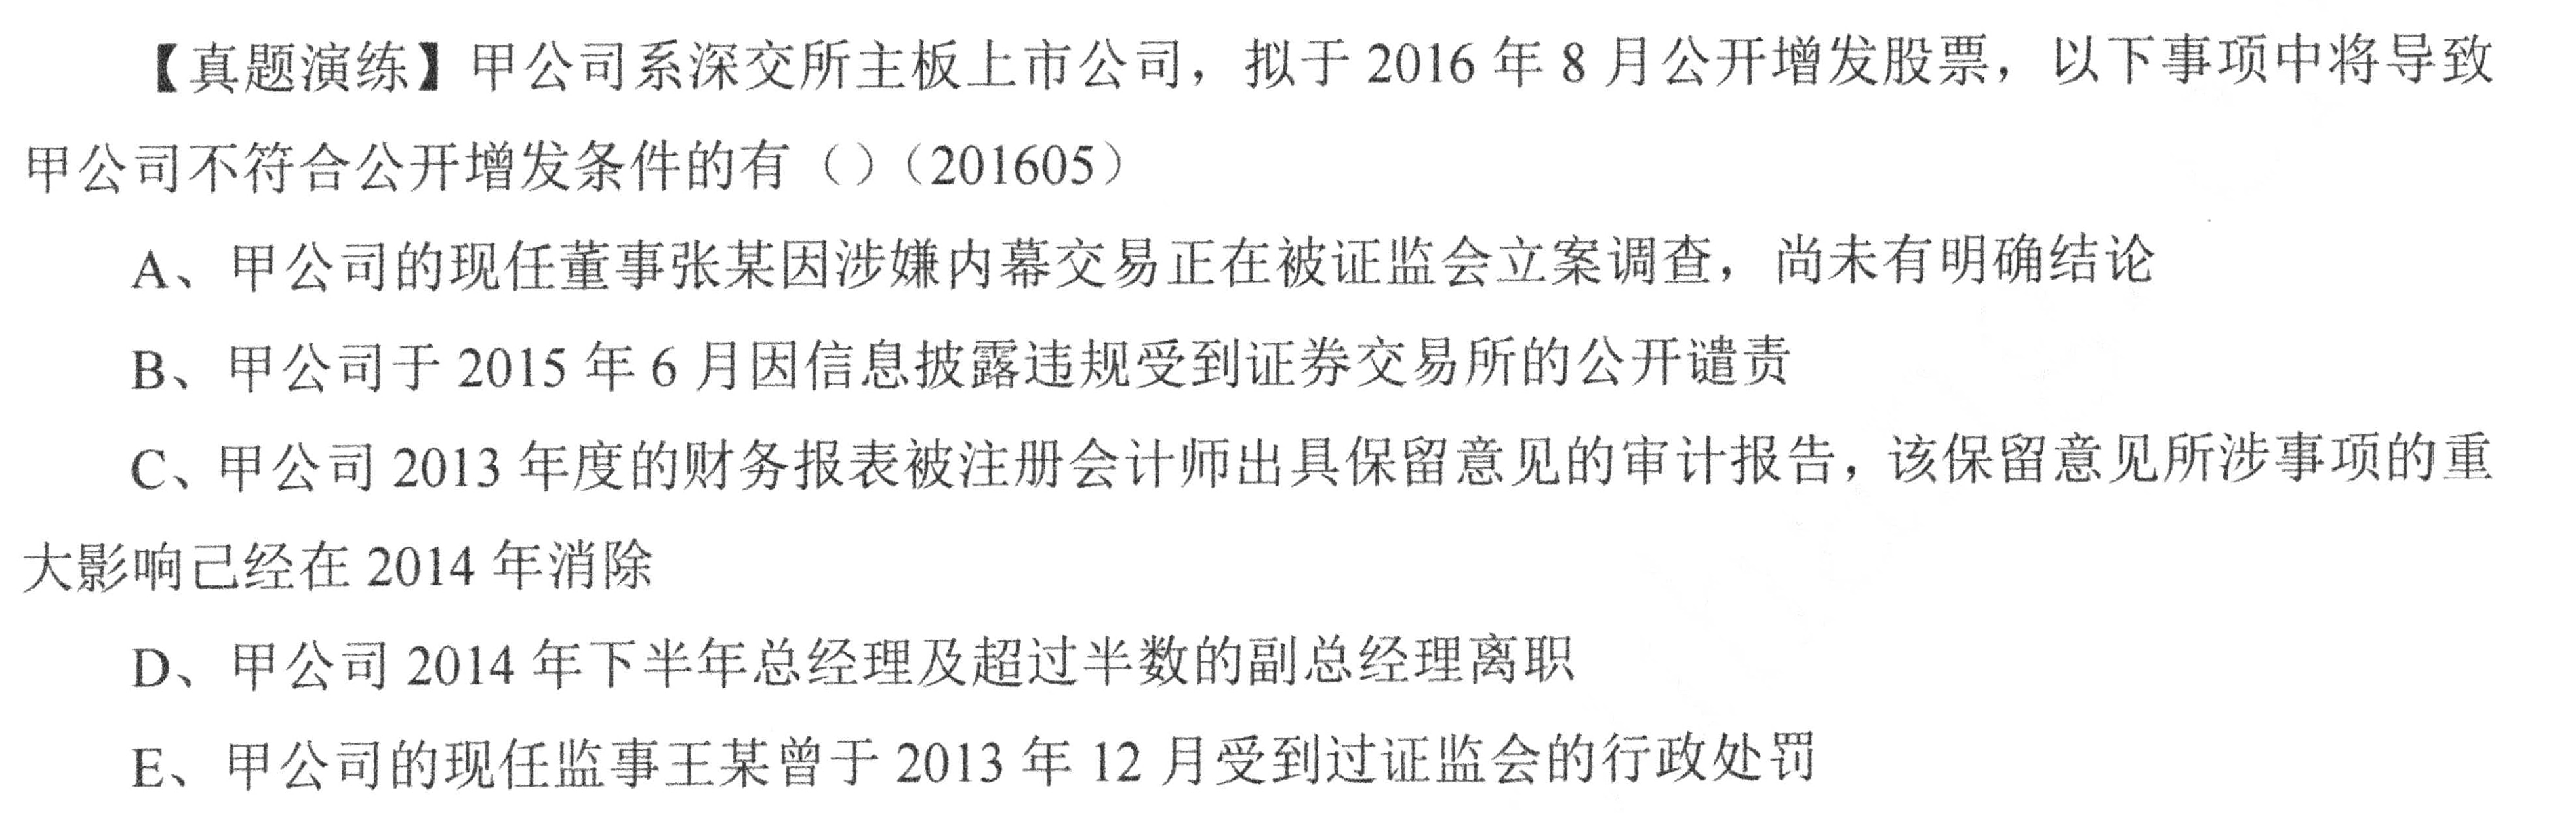 【真题演练】甲公司系深交所主板上市公司，拟于 2016 年 8 月公开增发股票，以下事项中将导致
甲公司不符合公开增发条件的有（）（201605）
A、甲公司的现任董事张某因涉嫌内幕交易正在被证监会立案调查，尚未有明确结论
B、甲公司于 2015 年 6 月因信息披露违规受到证券交易所的公开谴责
C、甲公司 2013 年度的财务报表被注册会计师出具保留意见的审计报告，该保留意见所涉事项的重
大影响己经在 2014 年消除
D、甲公司 2014 年下半年总经理及超过半数的副总经理离职
E、甲公司的现任监事王某曾于 2013 年 12 月受到过证监会的行政处罚